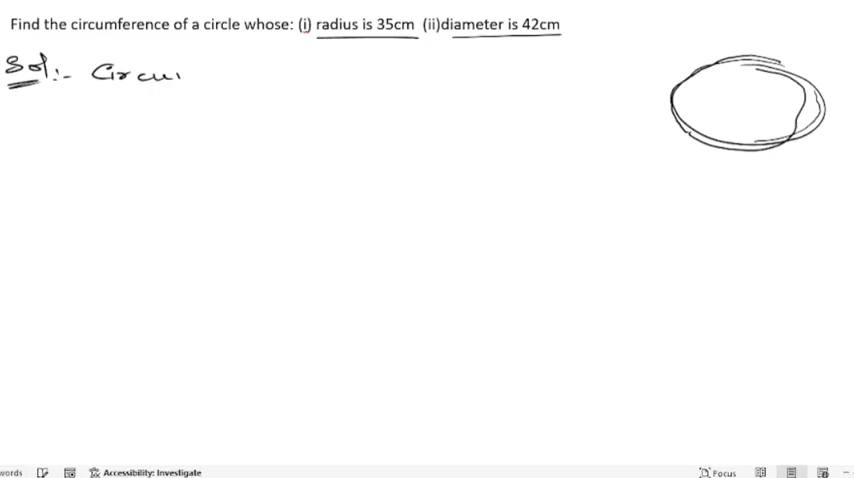 Find the circumference of a circle whose: (i) radius is 35cm (ii)diameter is 42cm
Sol:- Circu
words Accessibility: Investigate Focus